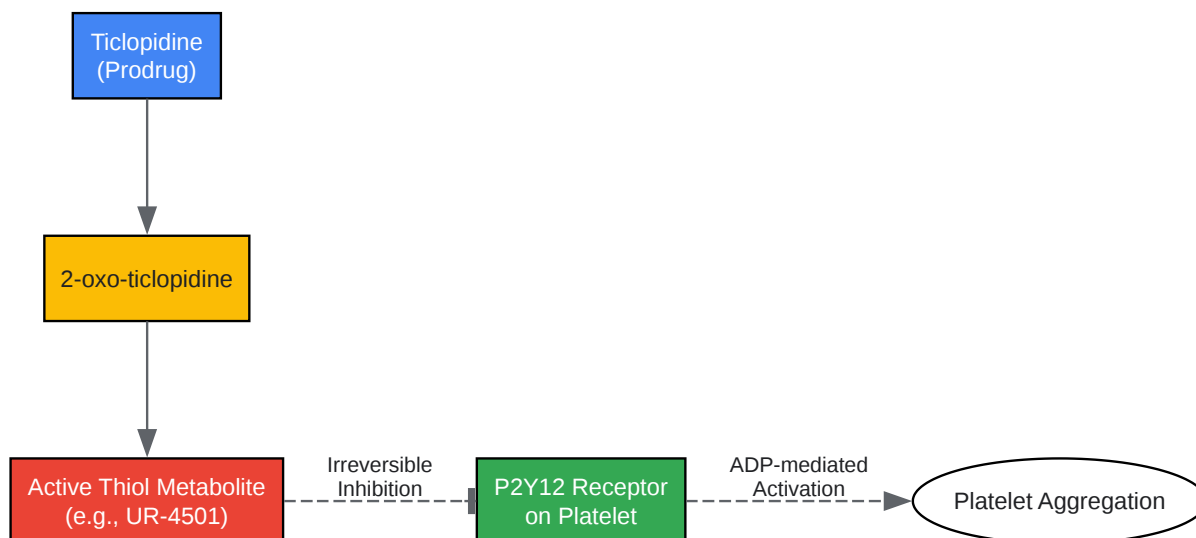 Ticlopidine
(Prodrug)
2-oxo-ticlopidine
Active Thiol Metabolite
(e.g., UR-4501)
Irreversible
Inhibition
P2Y12 Receptor
on Platelet
ADP-mediated
Activation
Platelet Aggregation